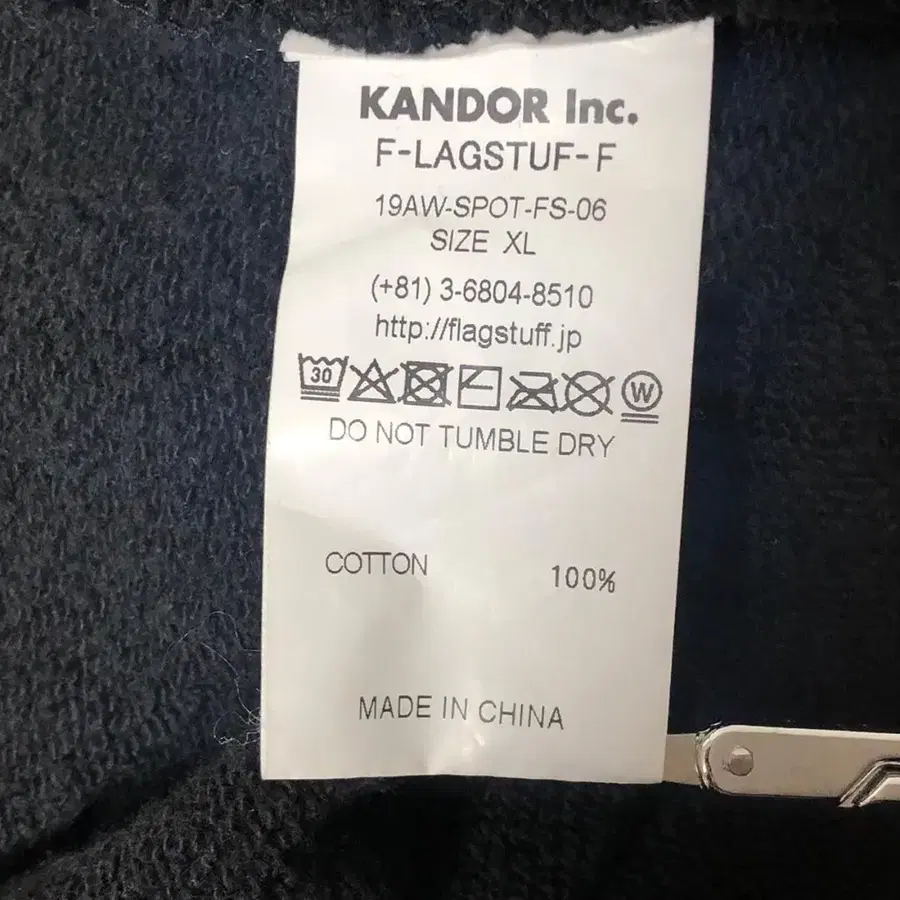 KANDOR Inc.
F-LAGSTUF-F
19AW-SPOT-FS-06
SIZE XL
(+81) 3-6804-8510
http://flagstuff.jp
30 W
DO NOT TUMBLE DRY
COTTON 100%
MADE IN CHINA